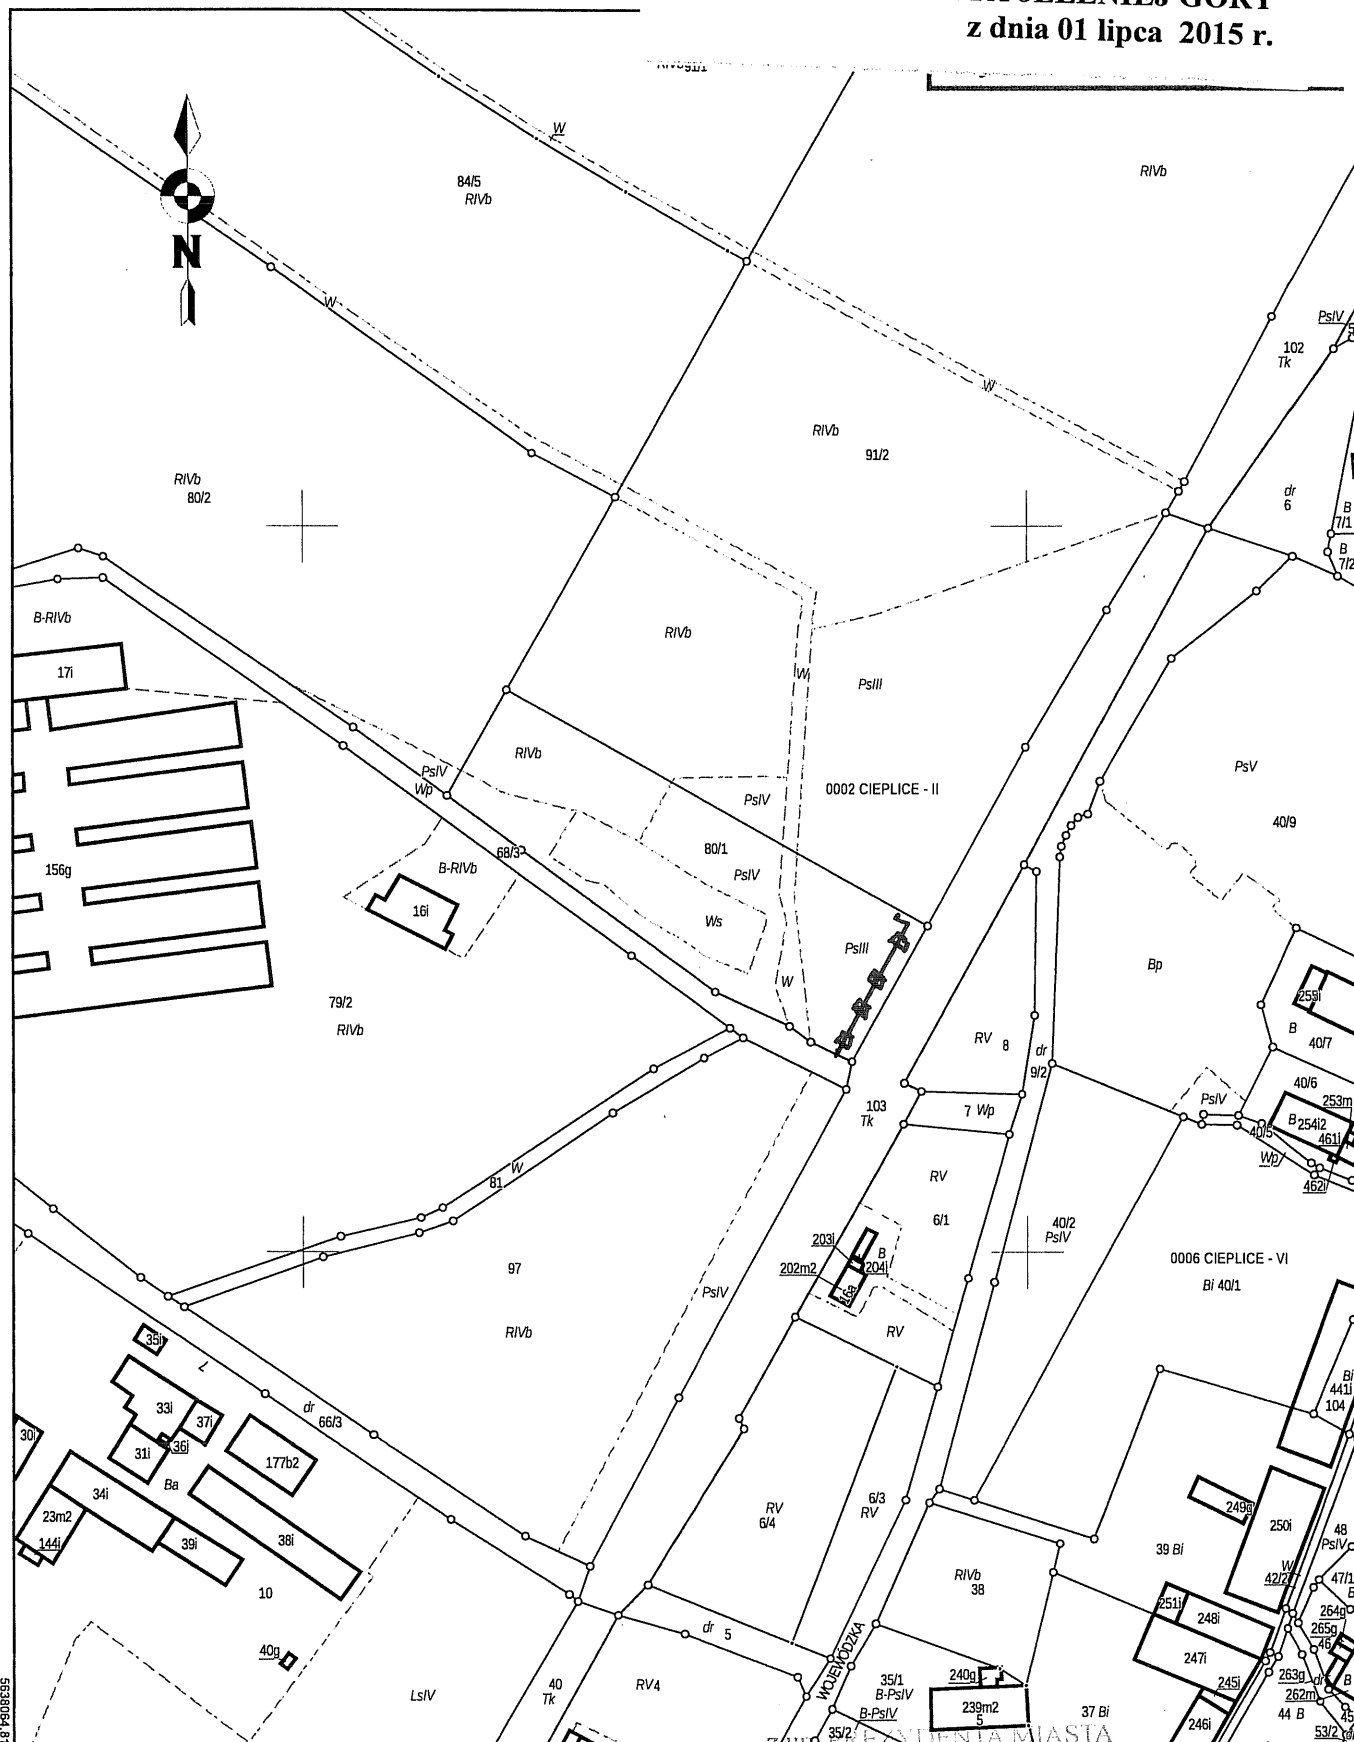 z dnia 01 lipca 2015 r.
W
RIVb
84/5
RIVb
N
W
PsIV
102
Tk
W
RIVb
91/2
RIVb
80/2
dr
6
B
7/1
B
7/2
B-RIVb
17i
RIVb
W
PsIII
RIVb
PsIV
Wp
PsIV
0002 CIEPLICE - II
PsV
40/9
80/1
PsIV
68/3
B-RIVb
156g
16i
Ws
PsIII
Bp
W
79/2
RIVb
255i
B
40/7
RV 8
dr
9/2
40/6
PsIV
253m
B 254i2
461i
40/5
Wp
462i
103
Tk
7 Wp
W
81
RV
6/1
40/2
PsIV
203i
B
204i
202m2
16a
0006 CIEPLICE - VI
Bi 40/1
97
PsIV
RIVb
RV
35i
L
Bi
441i
104
dr
66/3
33i
37i
30i
36i
31i
177b2
Ba
34i
23m2
144i
39i
38i
RV
6/4
6/3
RV
249g
250i
48
PsIV
39 Bi
W
42/2
47/1
10
RIVb
38
251i
248i
264g
265g
46
247i
dr 5
WOJEWÓDZKA
40g
LsIV
40
Tk
RV4
35/1
B-PsIV
240g
239m2
5
B-PsIV
35/2
37 Bi
245i
246i
263g
dr
262m
44 B
B
45
53/2
PREZYDENTA MIASTA